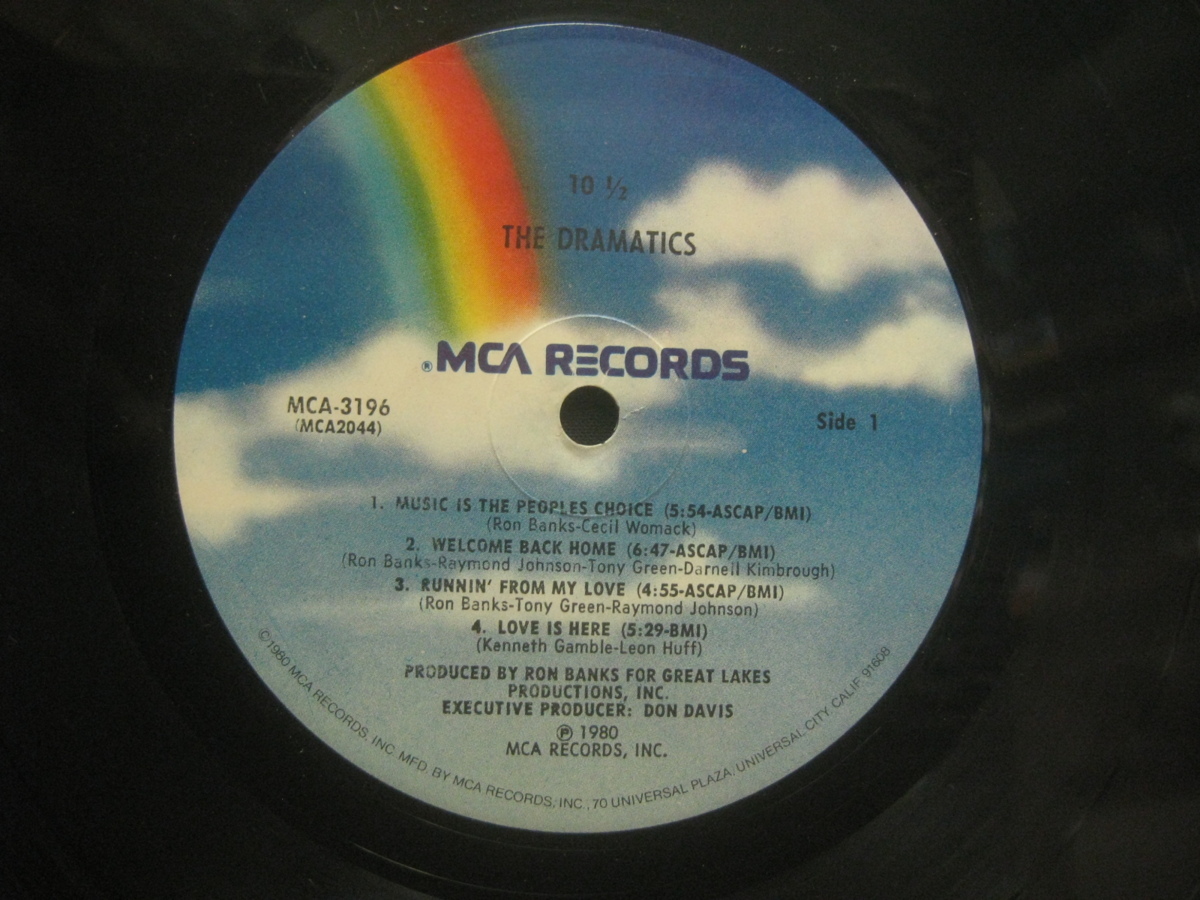 10 ½
THE DRAMATICS
®MCA RECORDS
MCA-3196
(MCA2044)
Side 1
1. MUSIC IS THE PEOPLES CHOICE (5:54-ASCAP/BMI)
(Ron Banks-Cecil Womack)
2. WELCOME BACK HOME (6:47-ASCAP/BMI)
(Ron Banks-Raymond Johnson-Tony Green-Darnell Kimbrough)
3. RUNNIN' FROM MY LOVE (4:55-ASCAP/BMI)
(Ron Banks-Tony Green-Raymond Johnson)
4. LOVE IS HERE (5:29-BMI)
(Kenneth Gamble-Leon Huff)
PRODUCED BY RON BANKS FOR GREAT LAKES
PRODUCTIONS, INC.
EXECUTIVE PRODUCER: DON DAVIS
℗ 1980
MCA RECORDS, INC.
©1980 MCA RECORDS, INC. MFD. BY MCA RECORDS, INC., 70 UNIVERSAL PLAZA, UNIVERSAL CITY, CALIF. 91608